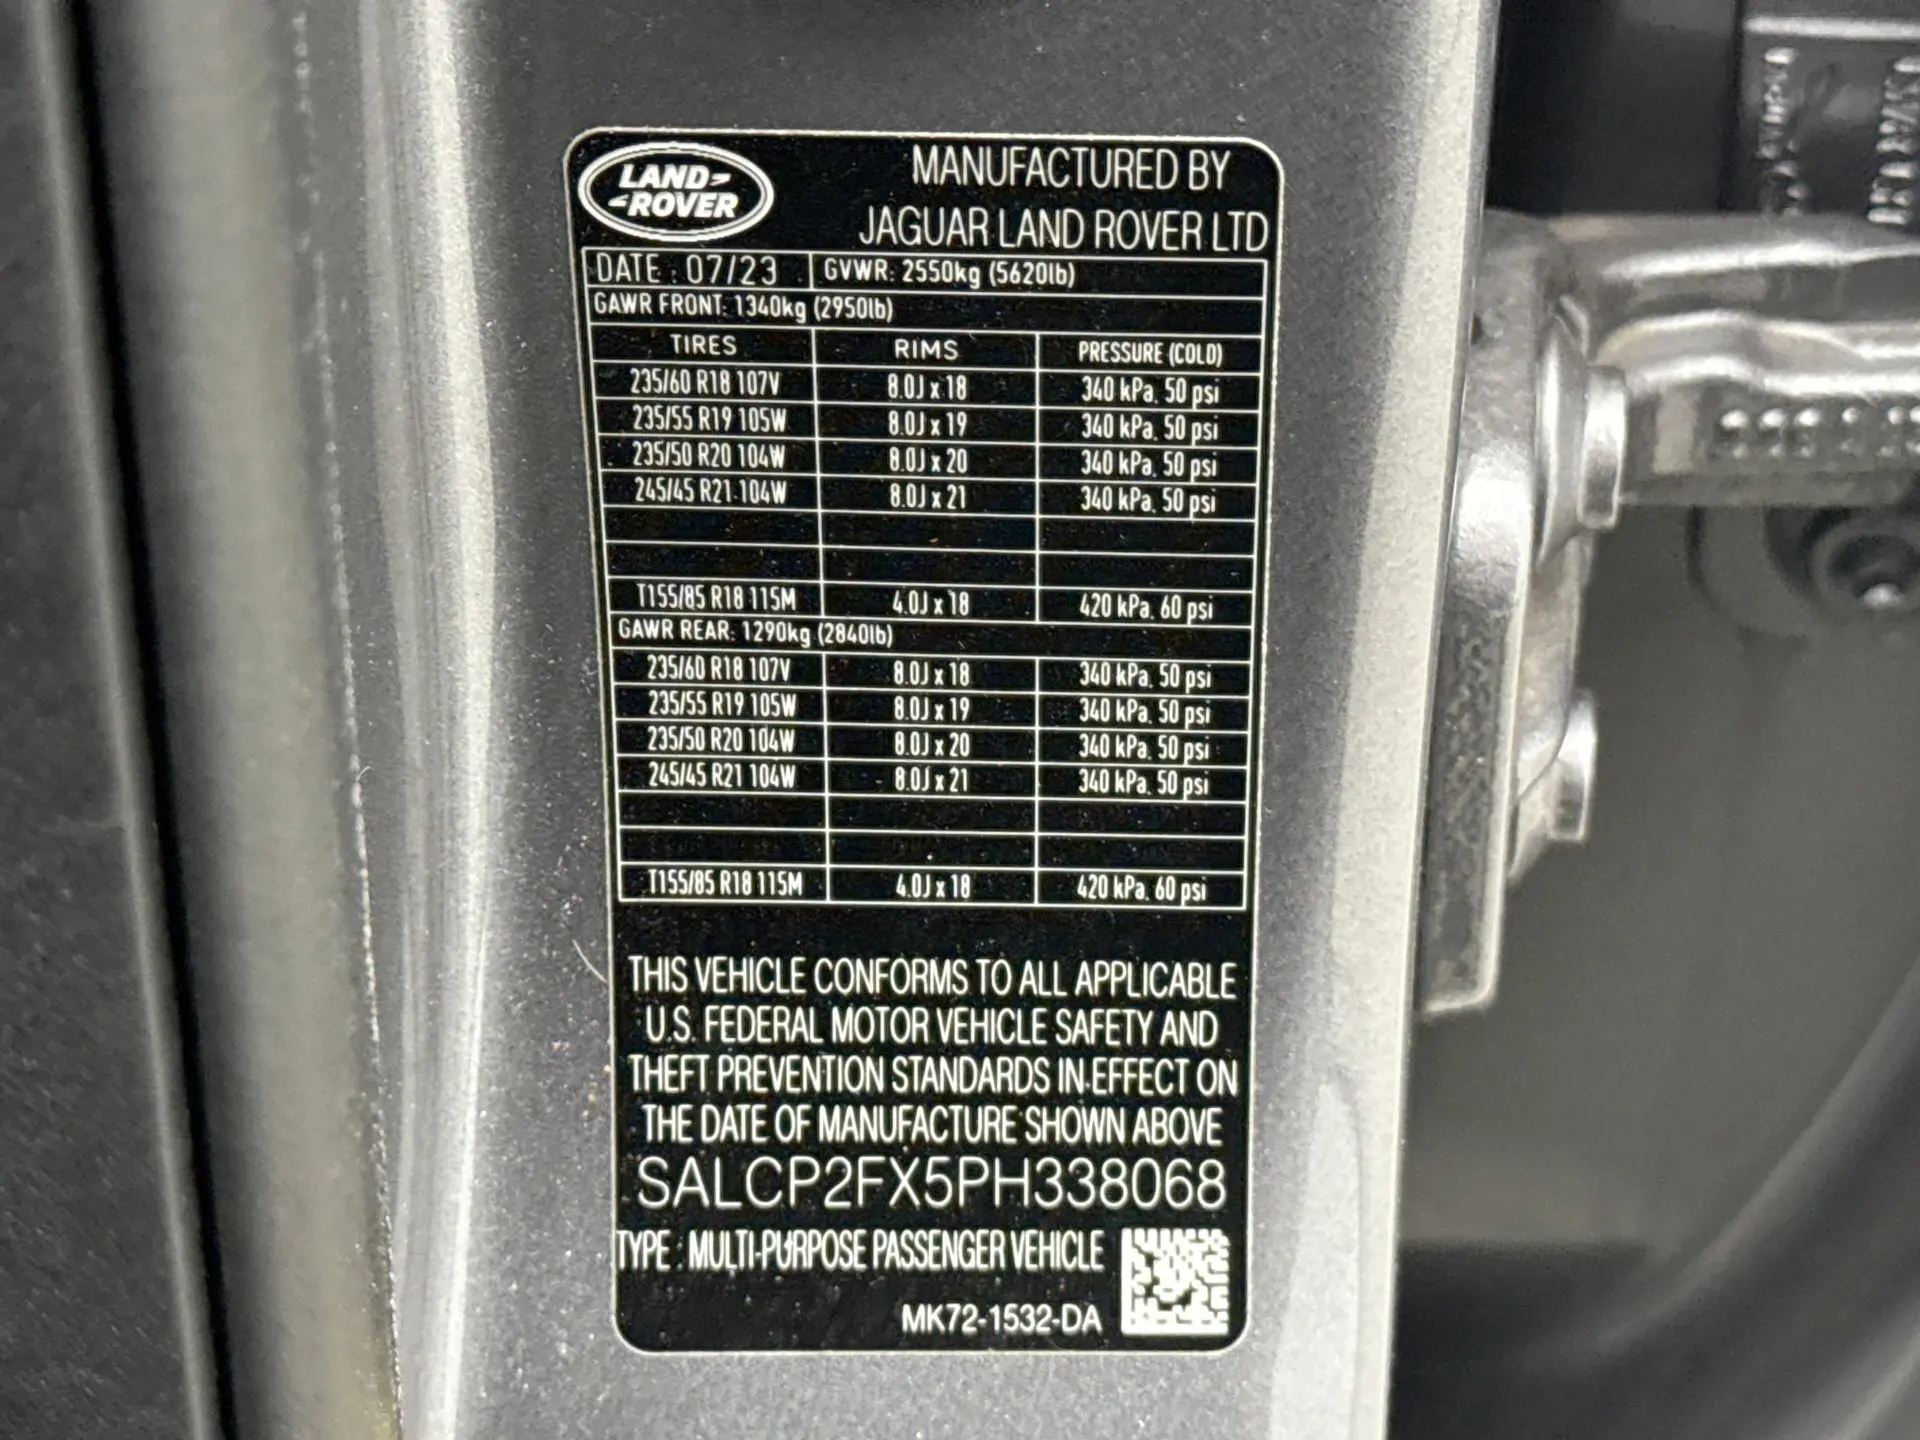 LAND
ROVER
MANUFACTURED BY
JAGUAR LAND ROVER LTD
DATE : 07/23 GVWR: 2550kg (5620lb)
GAWR FRONT: 1340kg (2950lb)
TIRES RIMS PRESSURE (COLD)
235/60 R18 107V 8.0J x 18 340 kPa, 50 psi
235/55 R19 105W 8.0J x 19 340 kPa, 50 psi
235/50 R20 104W 8.0J x 20 340 kPa, 50 psi
245/45 R21 104W 8.0J x 21 340 kPa, 50 psi
T155/85 R18 115M 4.0J x 18 420 kPa, 60 psi
GAWR REAR: 1290kg (2840lb)
235/60 R18 107V 8.0J x 18 340 kPa, 50 psi
235/55 R19 105W 8.0J x 19 340 kPa, 50 psi
235/50 R20 104W 8.0J x 20 340 kPa, 50 psi
245/45 R21 104W 8.0J x 21 340 kPa, 50 psi
T155/85 R18 115M 4.0J x 18 420 kPa, 60 psi
THIS VEHICLE CONFORMS TO ALL APPLICABLE
U.S. FEDERAL MOTOR VEHICLE SAFETY AND
THEFT PREVENTION STANDARDS IN EFFECT ON
THE DATE OF MANUFACTURE SHOWN ABOVE
SALCP2FX5PH338068
TYPE : MULTI-PURPOSE PASSENGER VEHICLE
MK72-1532-DA